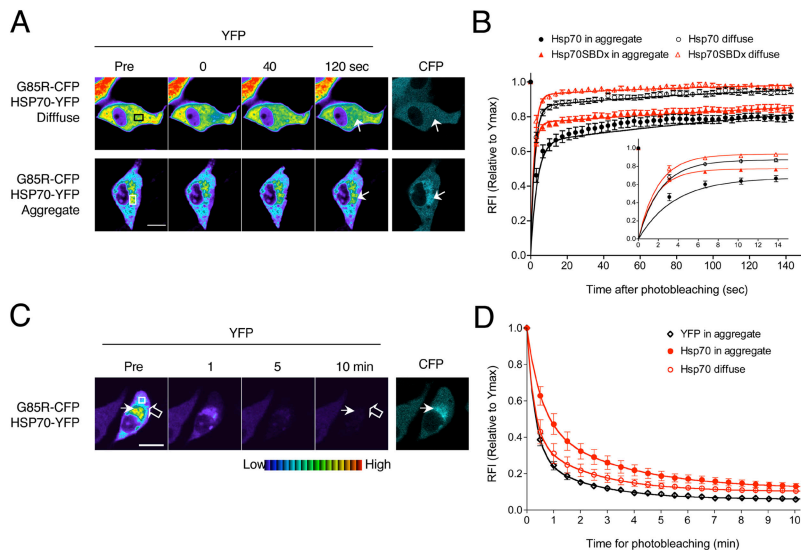 A
YFP
Pre 0 40 120 sec CFP
G85R-CFP
HSP70-YFP
Difffuse
G85R-CFP
HSP70-YFP
Aggregate
B
Hsp70 in aggregate Hsp70 diffuse
Hsp70SBDx in aggregate Hsp70SBDx diffuse
RFI (Relative to Ymax)
1.0
0.8
0.6
0.4
0.2
0.0
0 20 40 60 80 100 120 140
1.0
0.8
0.6
0.4
0.2
0.0
0 2 4 6 8 10 12 14
Time after photobleaching (sec)
C
YFP
Pre 1 5 10 min CFP
G85R-CFP
HSP70-YFP
Low High
D
YFP in aggregate
Hsp70 in aggregate
Hsp70 diffuse
RFI (Relative to Ymax)
1.0
0.8
0.6
0.4
0.2
0.0
0 1 2 3 4 5 6 7 8 9 10
Time for photobleaching (min)